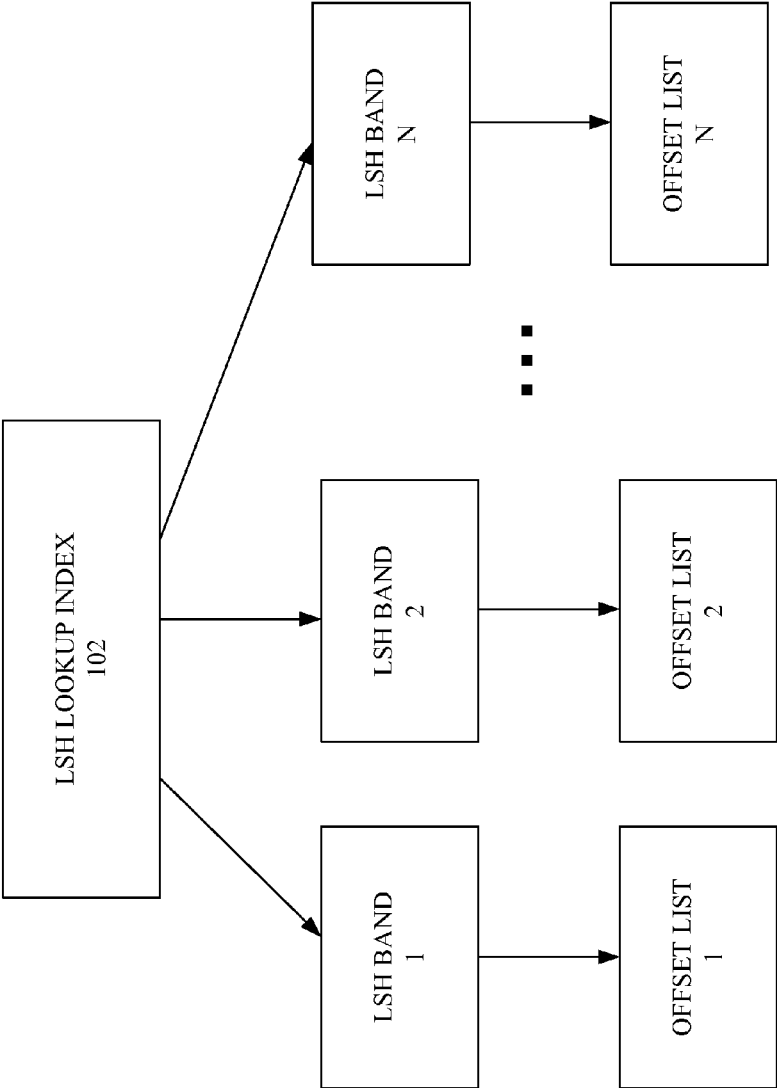 LSH LOOKUP INDEX
102
LSH BAND
1
LSH BAND
2
LSH BAND
N
OFFSET LIST
1
OFFSET LIST
2
OFFSET LIST
N